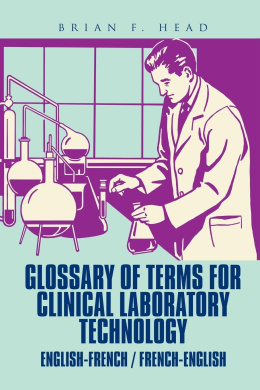 BRIAN F. HEAD
GLOSSARY OF TERMS FOR
CLINICAL LABORATORY
TECHNOLOGY
ENGLISH-FRENCH / FRENCH-ENGLISH